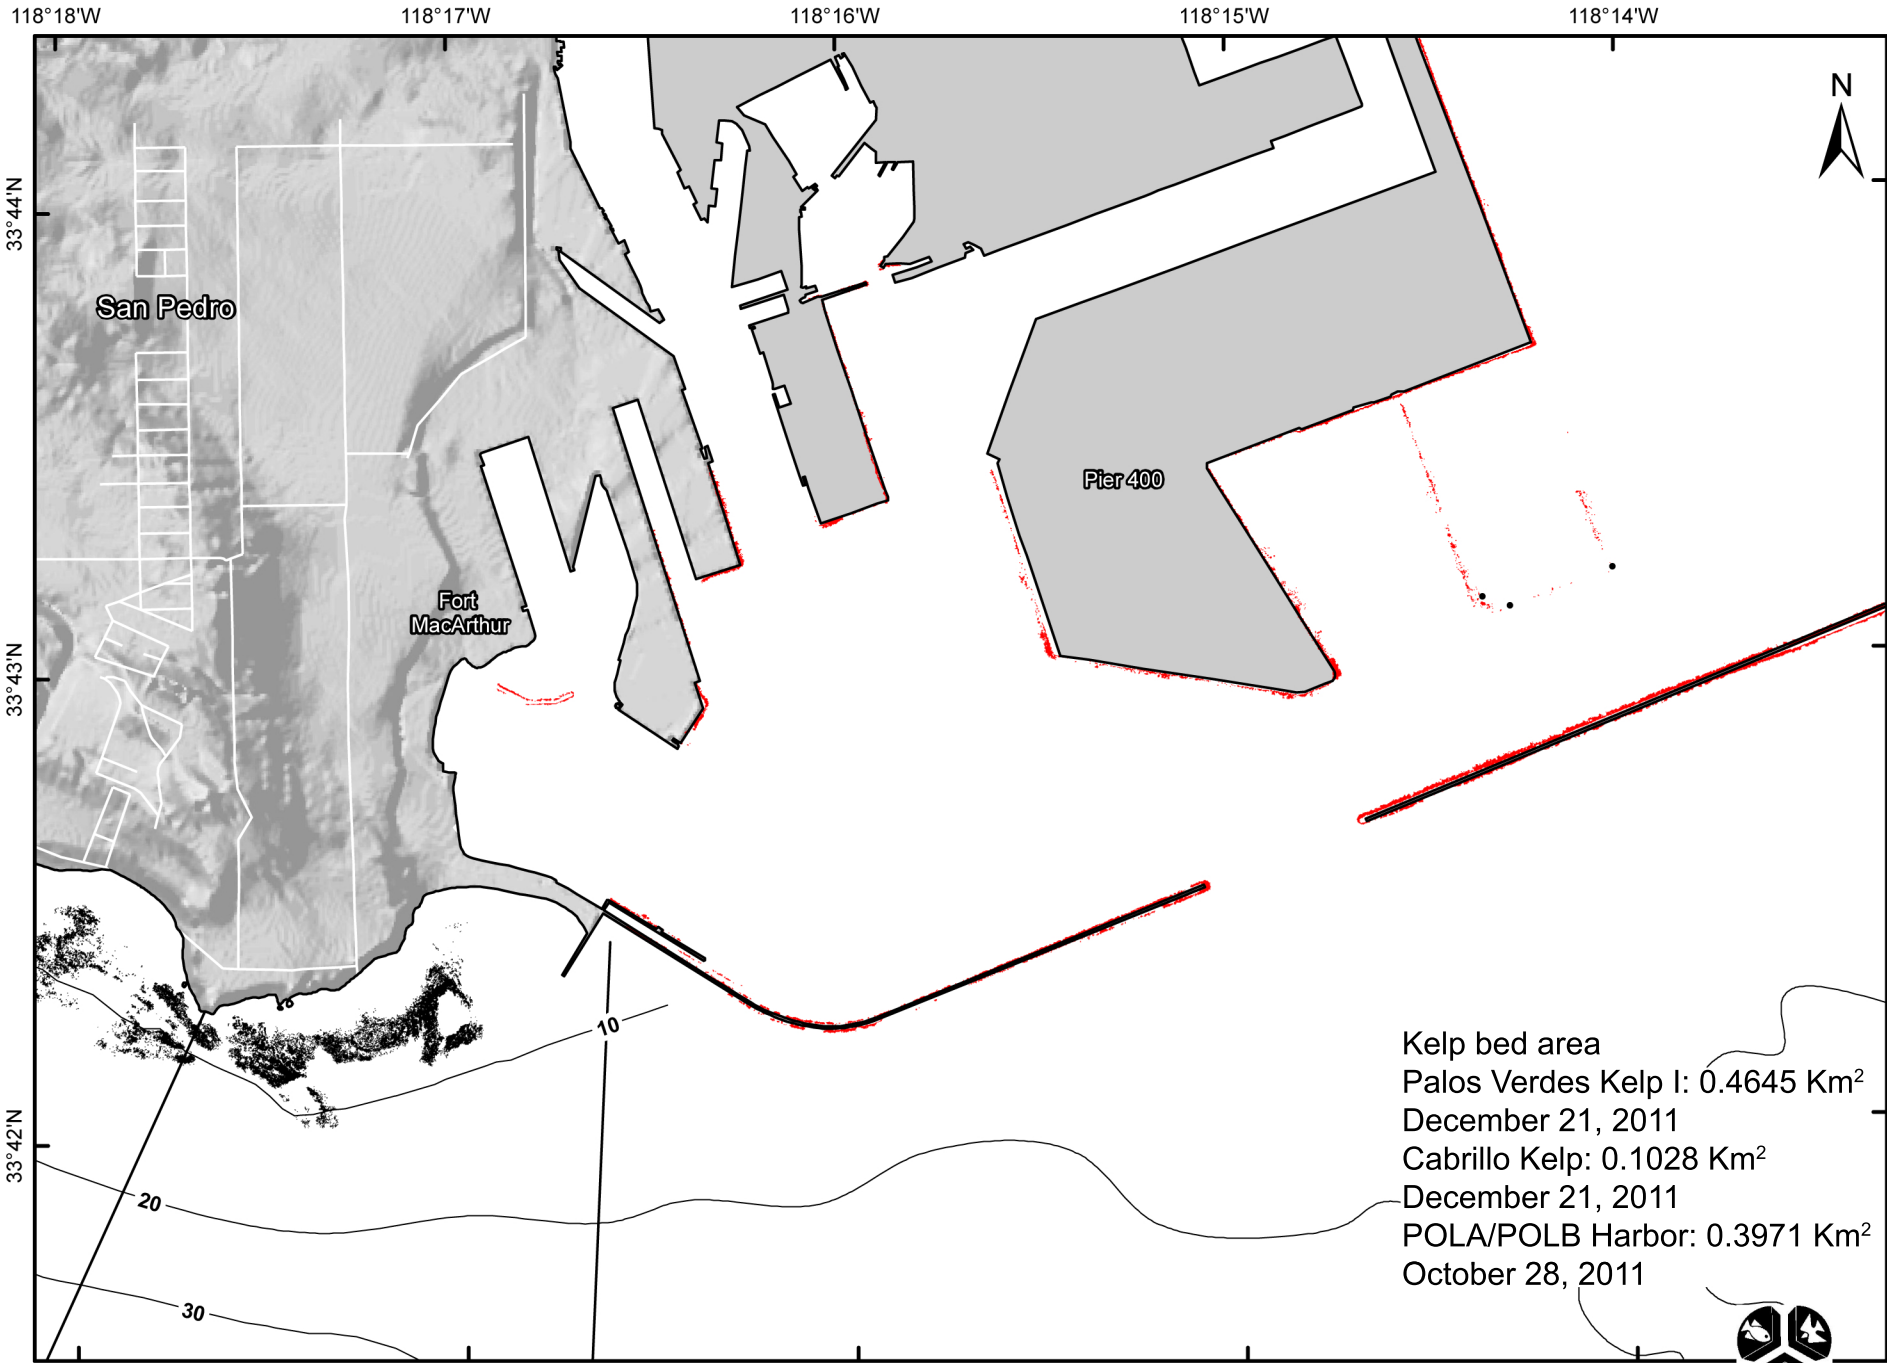 118°18'W
118°17'W
118°16'W
118°15'W
118°14'W
N
33°44'N
San Pedro
Pier 400
Fort
MacArthur
33°43'N
10
Kelp bed area
Palos Verdes Kelp I: 0.4645 Km²
December 21, 2011
33°42'N
Cabrillo Kelp: 0.1028 Km²
December 21, 2011
20
POLA/POLB Harbor: 0.3971 Km²
October 28, 2011
30